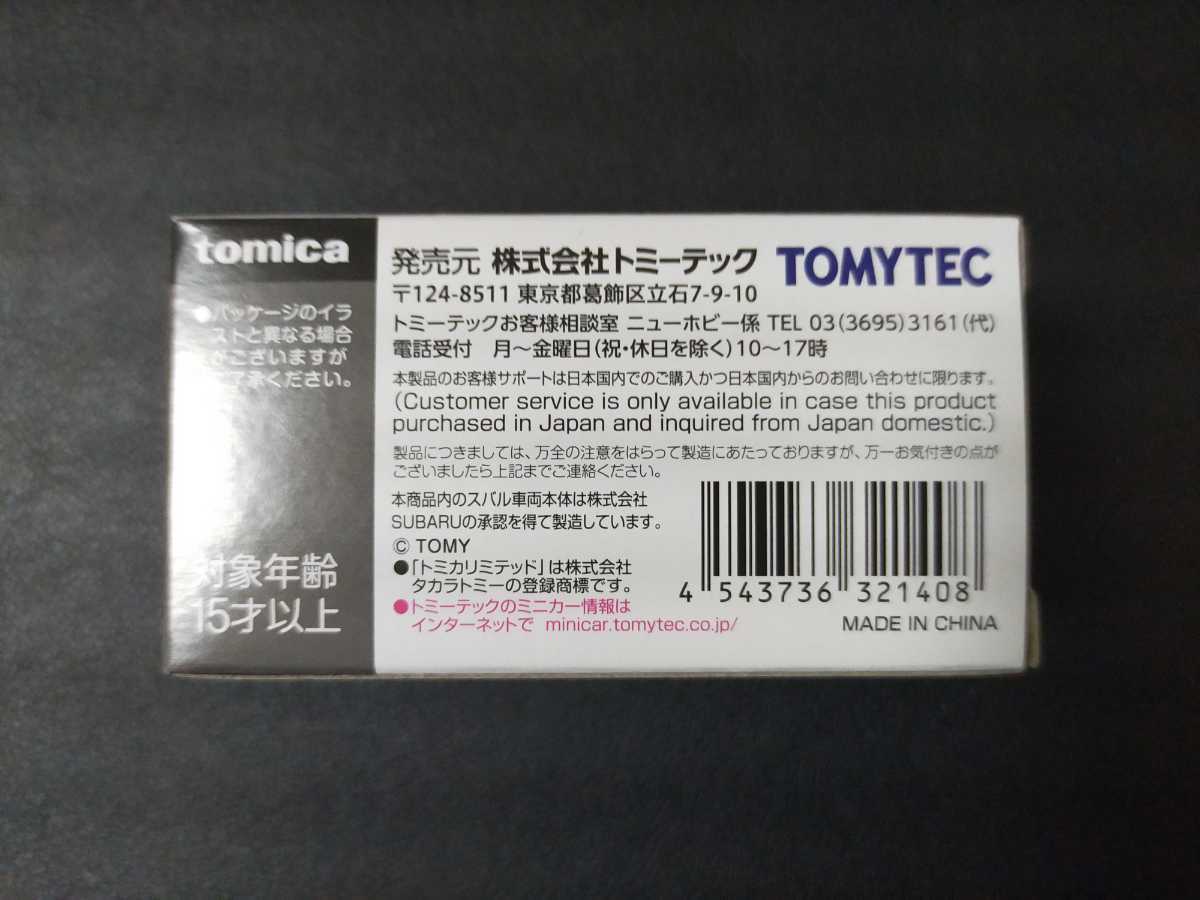 tomica
●パッケージのイラ
ストと異なる場合
がございますが
ご了承ください。
対象年齢
15才以上
発売元 株式会社トミーテック TOMYTEC
〒124-8511 東京都葛飾区立石7-9-10
トミーテックお客様相談室 ニューホビー係 TEL 03(3695)3161(代)
電話受付 月～金曜日(祝・休日を除く)10～17時
本製品のお客様サポートは日本国内でのご購入かつ日本国内からのお問い合わせに限ります。
(Customer service is only available in case this product
purchased in Japan and inquired from Japan domestic.)
製品につきましては、万全の注意をはらって製造にあたっておりますが、万一お気付きの点が
ございましたら上記までご連絡ください。
本商品内のスバル車両本体は株式会社
SUBARUの承認を得て製造しています。
© TOMY
●「トミカリミテッド」は株式会社
タカラトミーの登録商標です。
●トミーテックのミニカー情報は
インターネットで minicar.tomytec.co.jp/
4 543736 321408
MADE IN CHINA